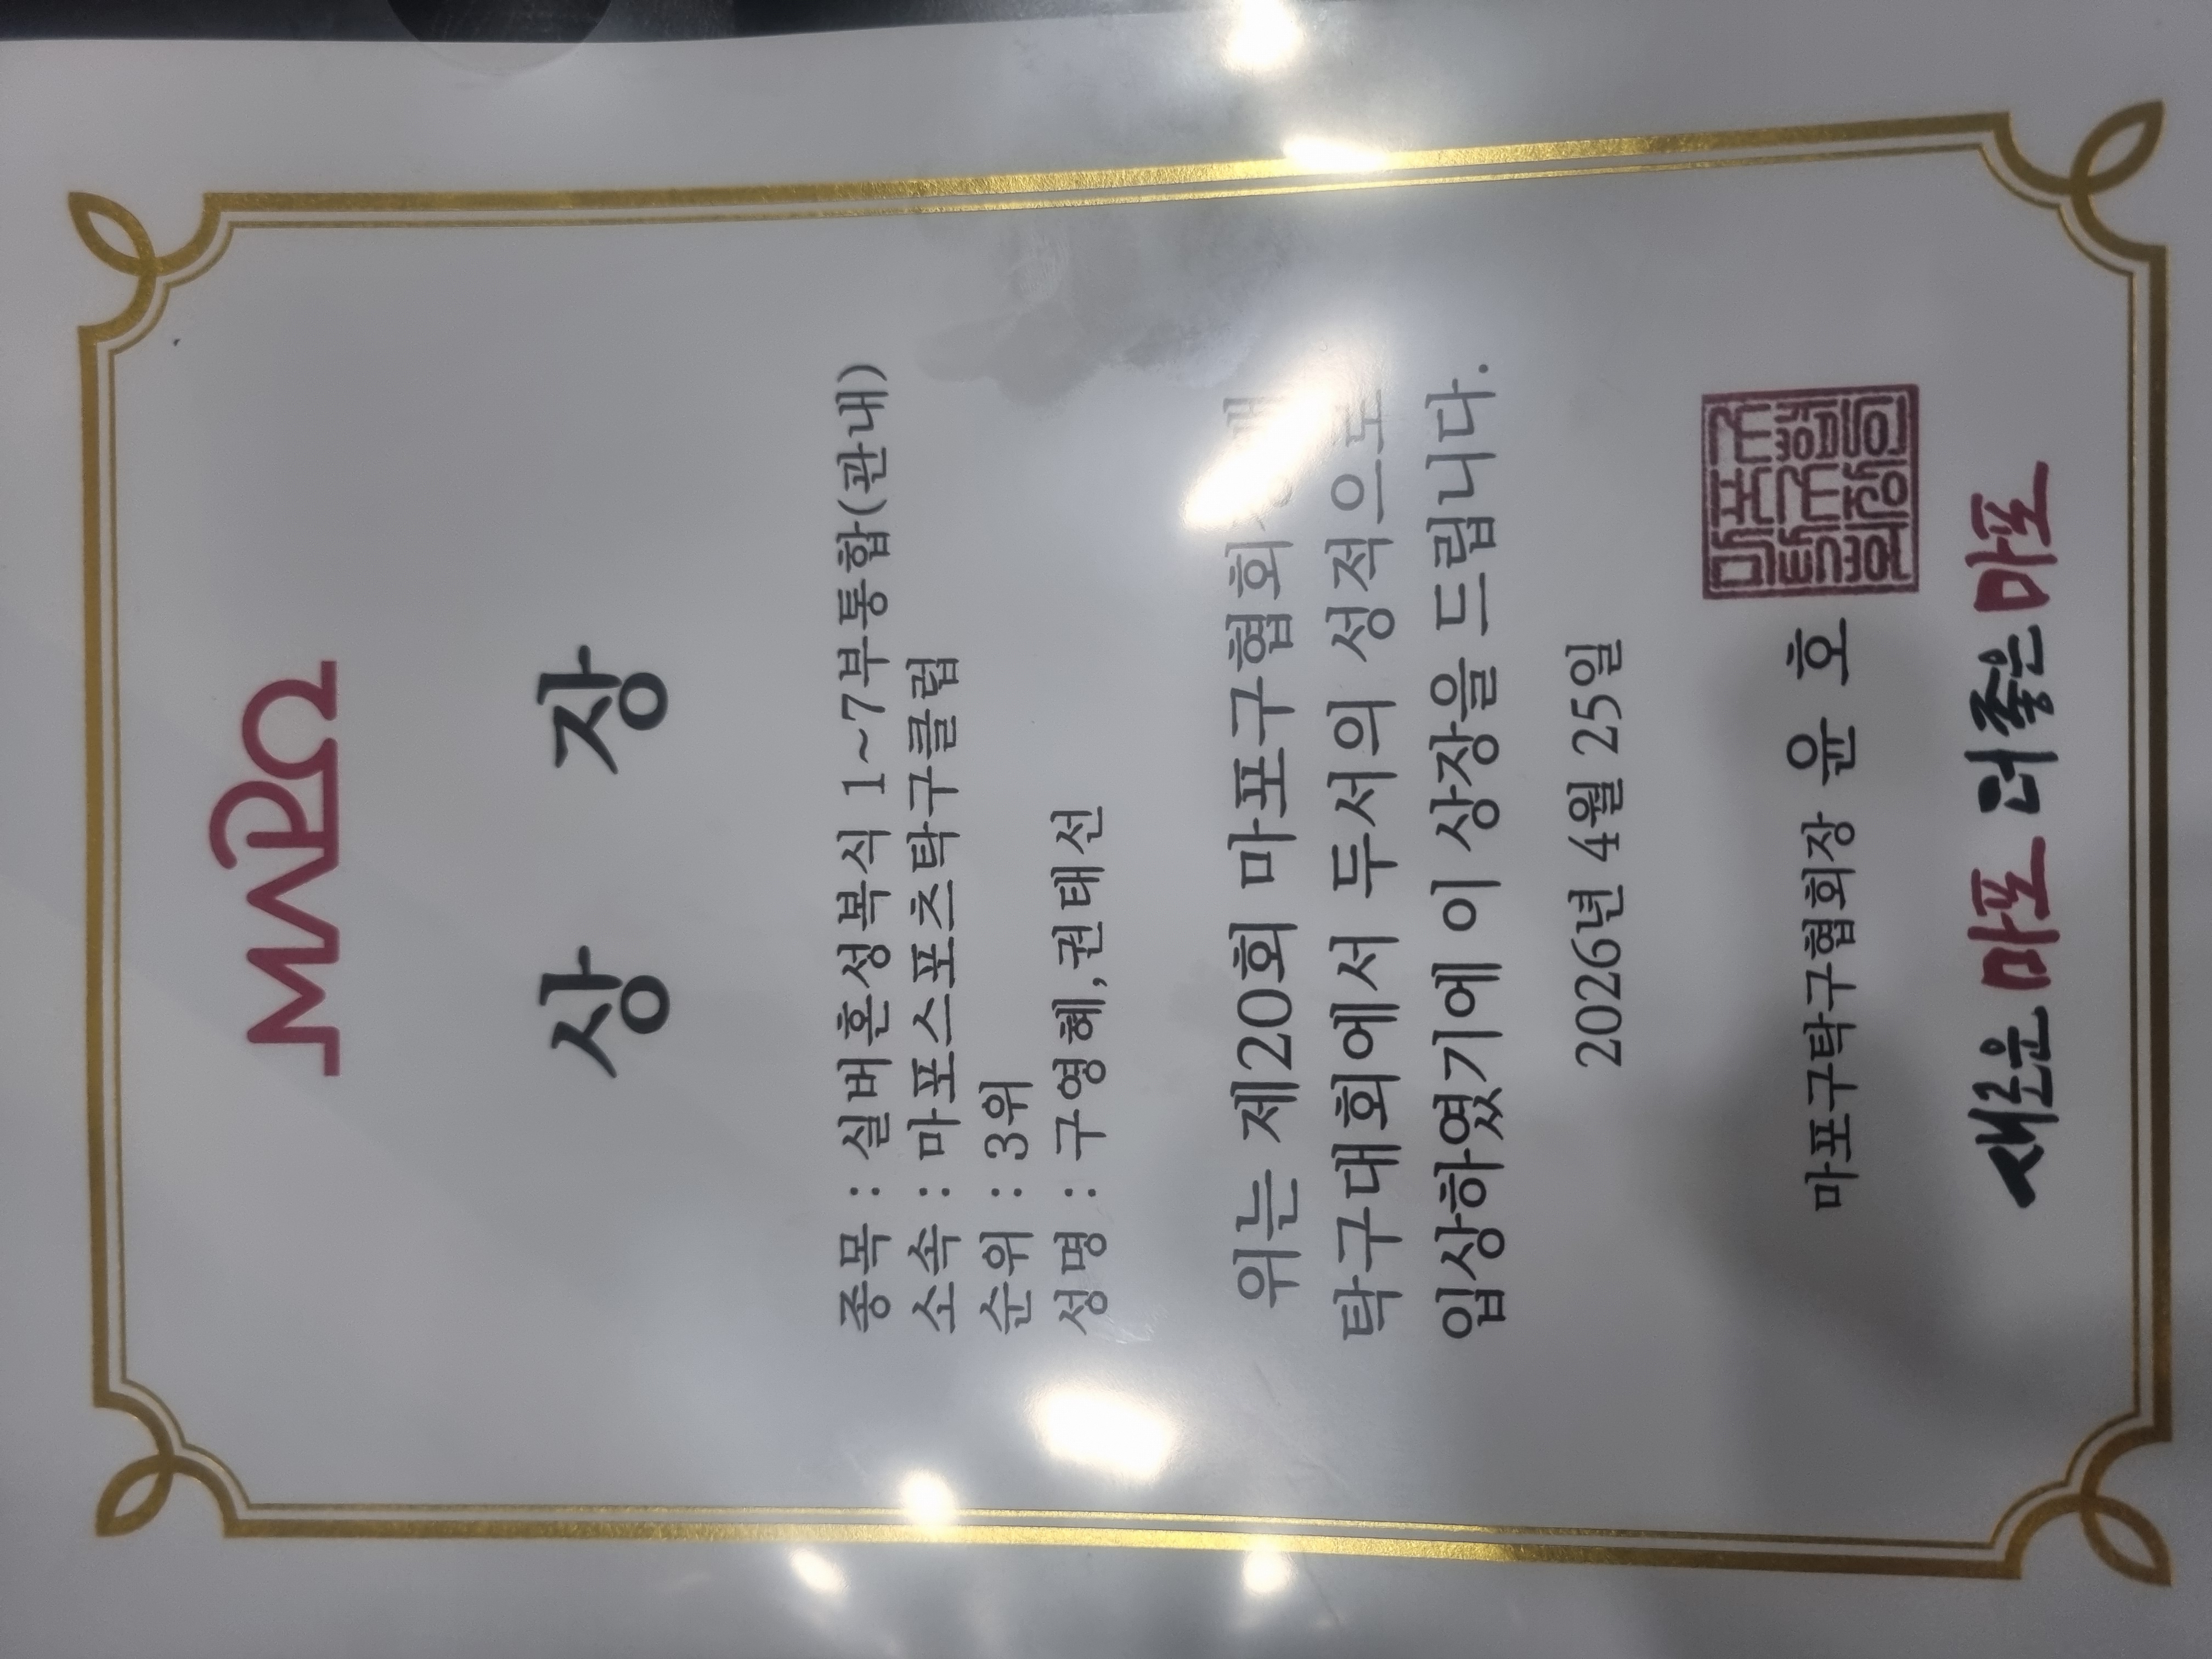 MAPO
상 장
종목 : 실버혼성복식 1~7부통합(관내)
소속 : 마포스포츠탁구클럽
순위 : 3위
성명 : 구영혜,권태선
위는 제20회 마포구협회
탁구대회에서 두서의 성적으로
입상하였기에 이 상장을 드립니다.
2026년 4월 25일
마포구탁구협회장 윤 호
새로운 마포 더 좋은 마포